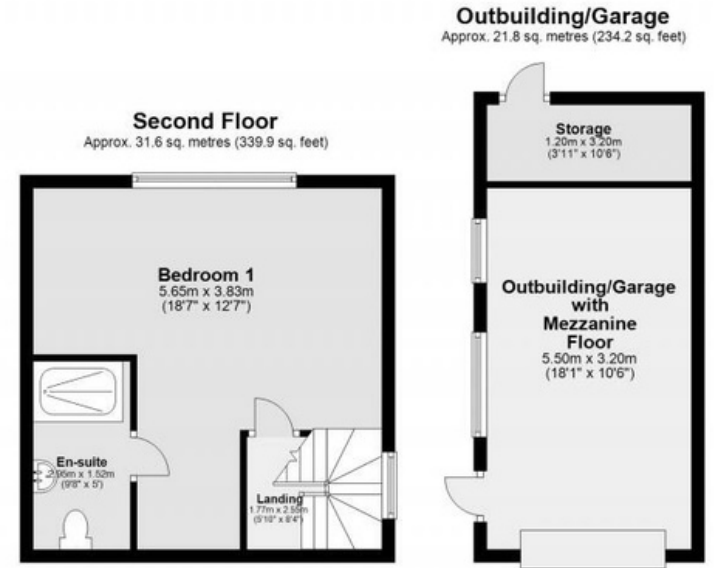 Outbuilding/Garage
Approx. 21.8 sq. metres (234.2 sq. feet)
Second Floor
Approx. 31.6 sq. metres (339.9 sq. feet)
Storage
1.20m x 3.20m
(3'11" x 10'6")
Bedroom 1
5.65m x 3.83m
(18'7" x 12'7")
Outbuilding/Garage
with
Mezzanine
Floor
5.50m x 3.20m
(18'1" x 10'6")
En-suite
2.95m x 1.52m
(9'8" x 5')
Landing
1.77m x 2.55m
(5'10" x 8'4")